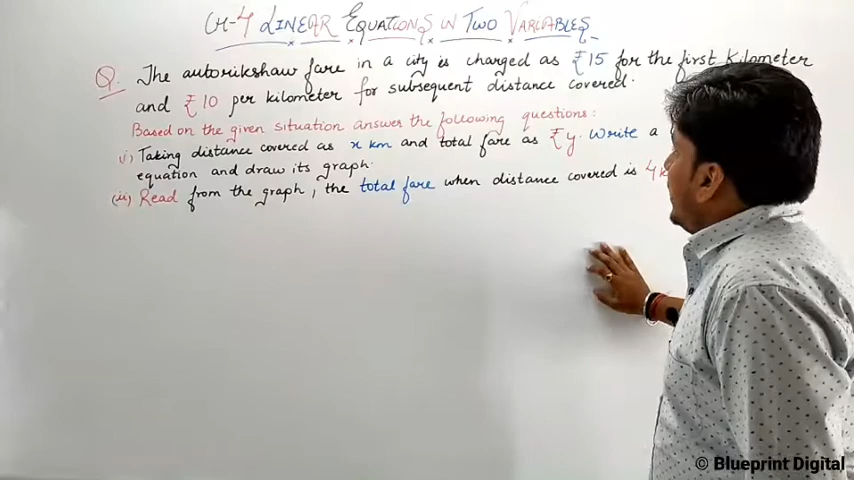 CH-4 LINEAR EQUATIONS IN TWO VARIABLES
Q. The autorikshaw fare in a city is charged as ₹15 for the first kilometer
and ₹10 per kilometer for subsequent distance covered.
Based on the given situation answer the following questions:
(i) Taking distance covered as x km and total fare as ₹y. Write a
equation and draw its graph.
(ii) Read from the graph, the total fare when distance covered is 4
© Blueprint Digital